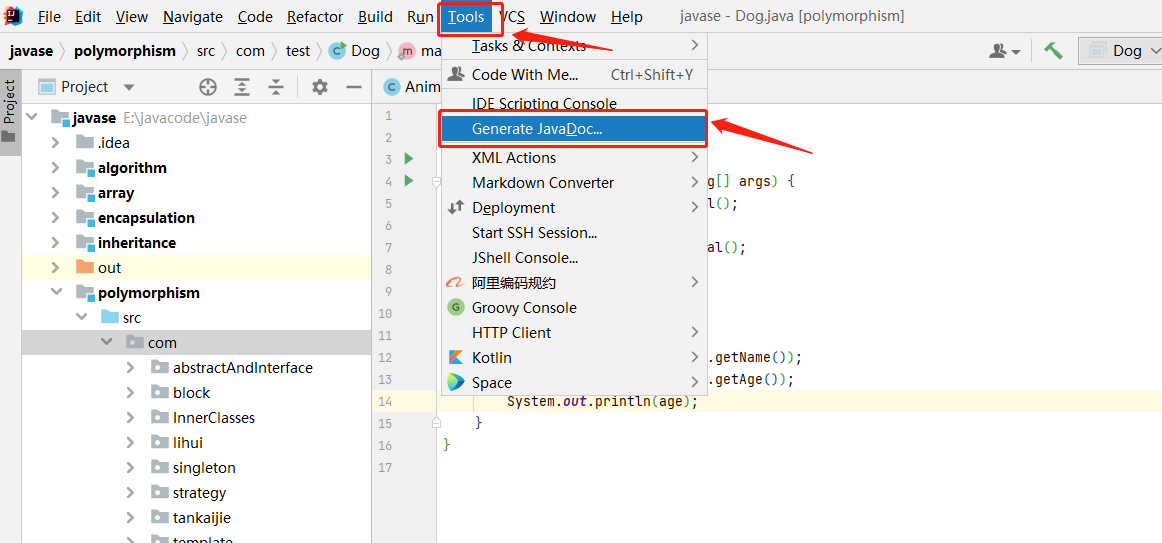 File Edit View Navigate Code Refactor Build Run Tools VCS Window Help javase - Dog.java [polymorphism]
javase polymorphism src com test Dog ma Dog
Project
Project
Anim
javase E:\javacode\javase
.idea
algorithm
array
encapsulation
inheritance
out
polymorphism
src
com
abstractAndInterface
block
InnerClasses
lihui
singleton
strategy
tankaijie
template
Tasks & Contexts
Code With Me... Ctrl+Shift+Y
IDE Scripting Console
Generate JavaDoc...
XML Actions
Markdown Converter
Deployment
Start SSH Session...
JShell Console...
阿里编码规约
Groovy Console
HTTP Client
Kotlin
Space
1
2
3
4 g[] args) {
5 l();
6
7 al();
8
9
10
11
12 .getName());
13 .getAge());
14 System.out.println(age);
15 }
16 }
17